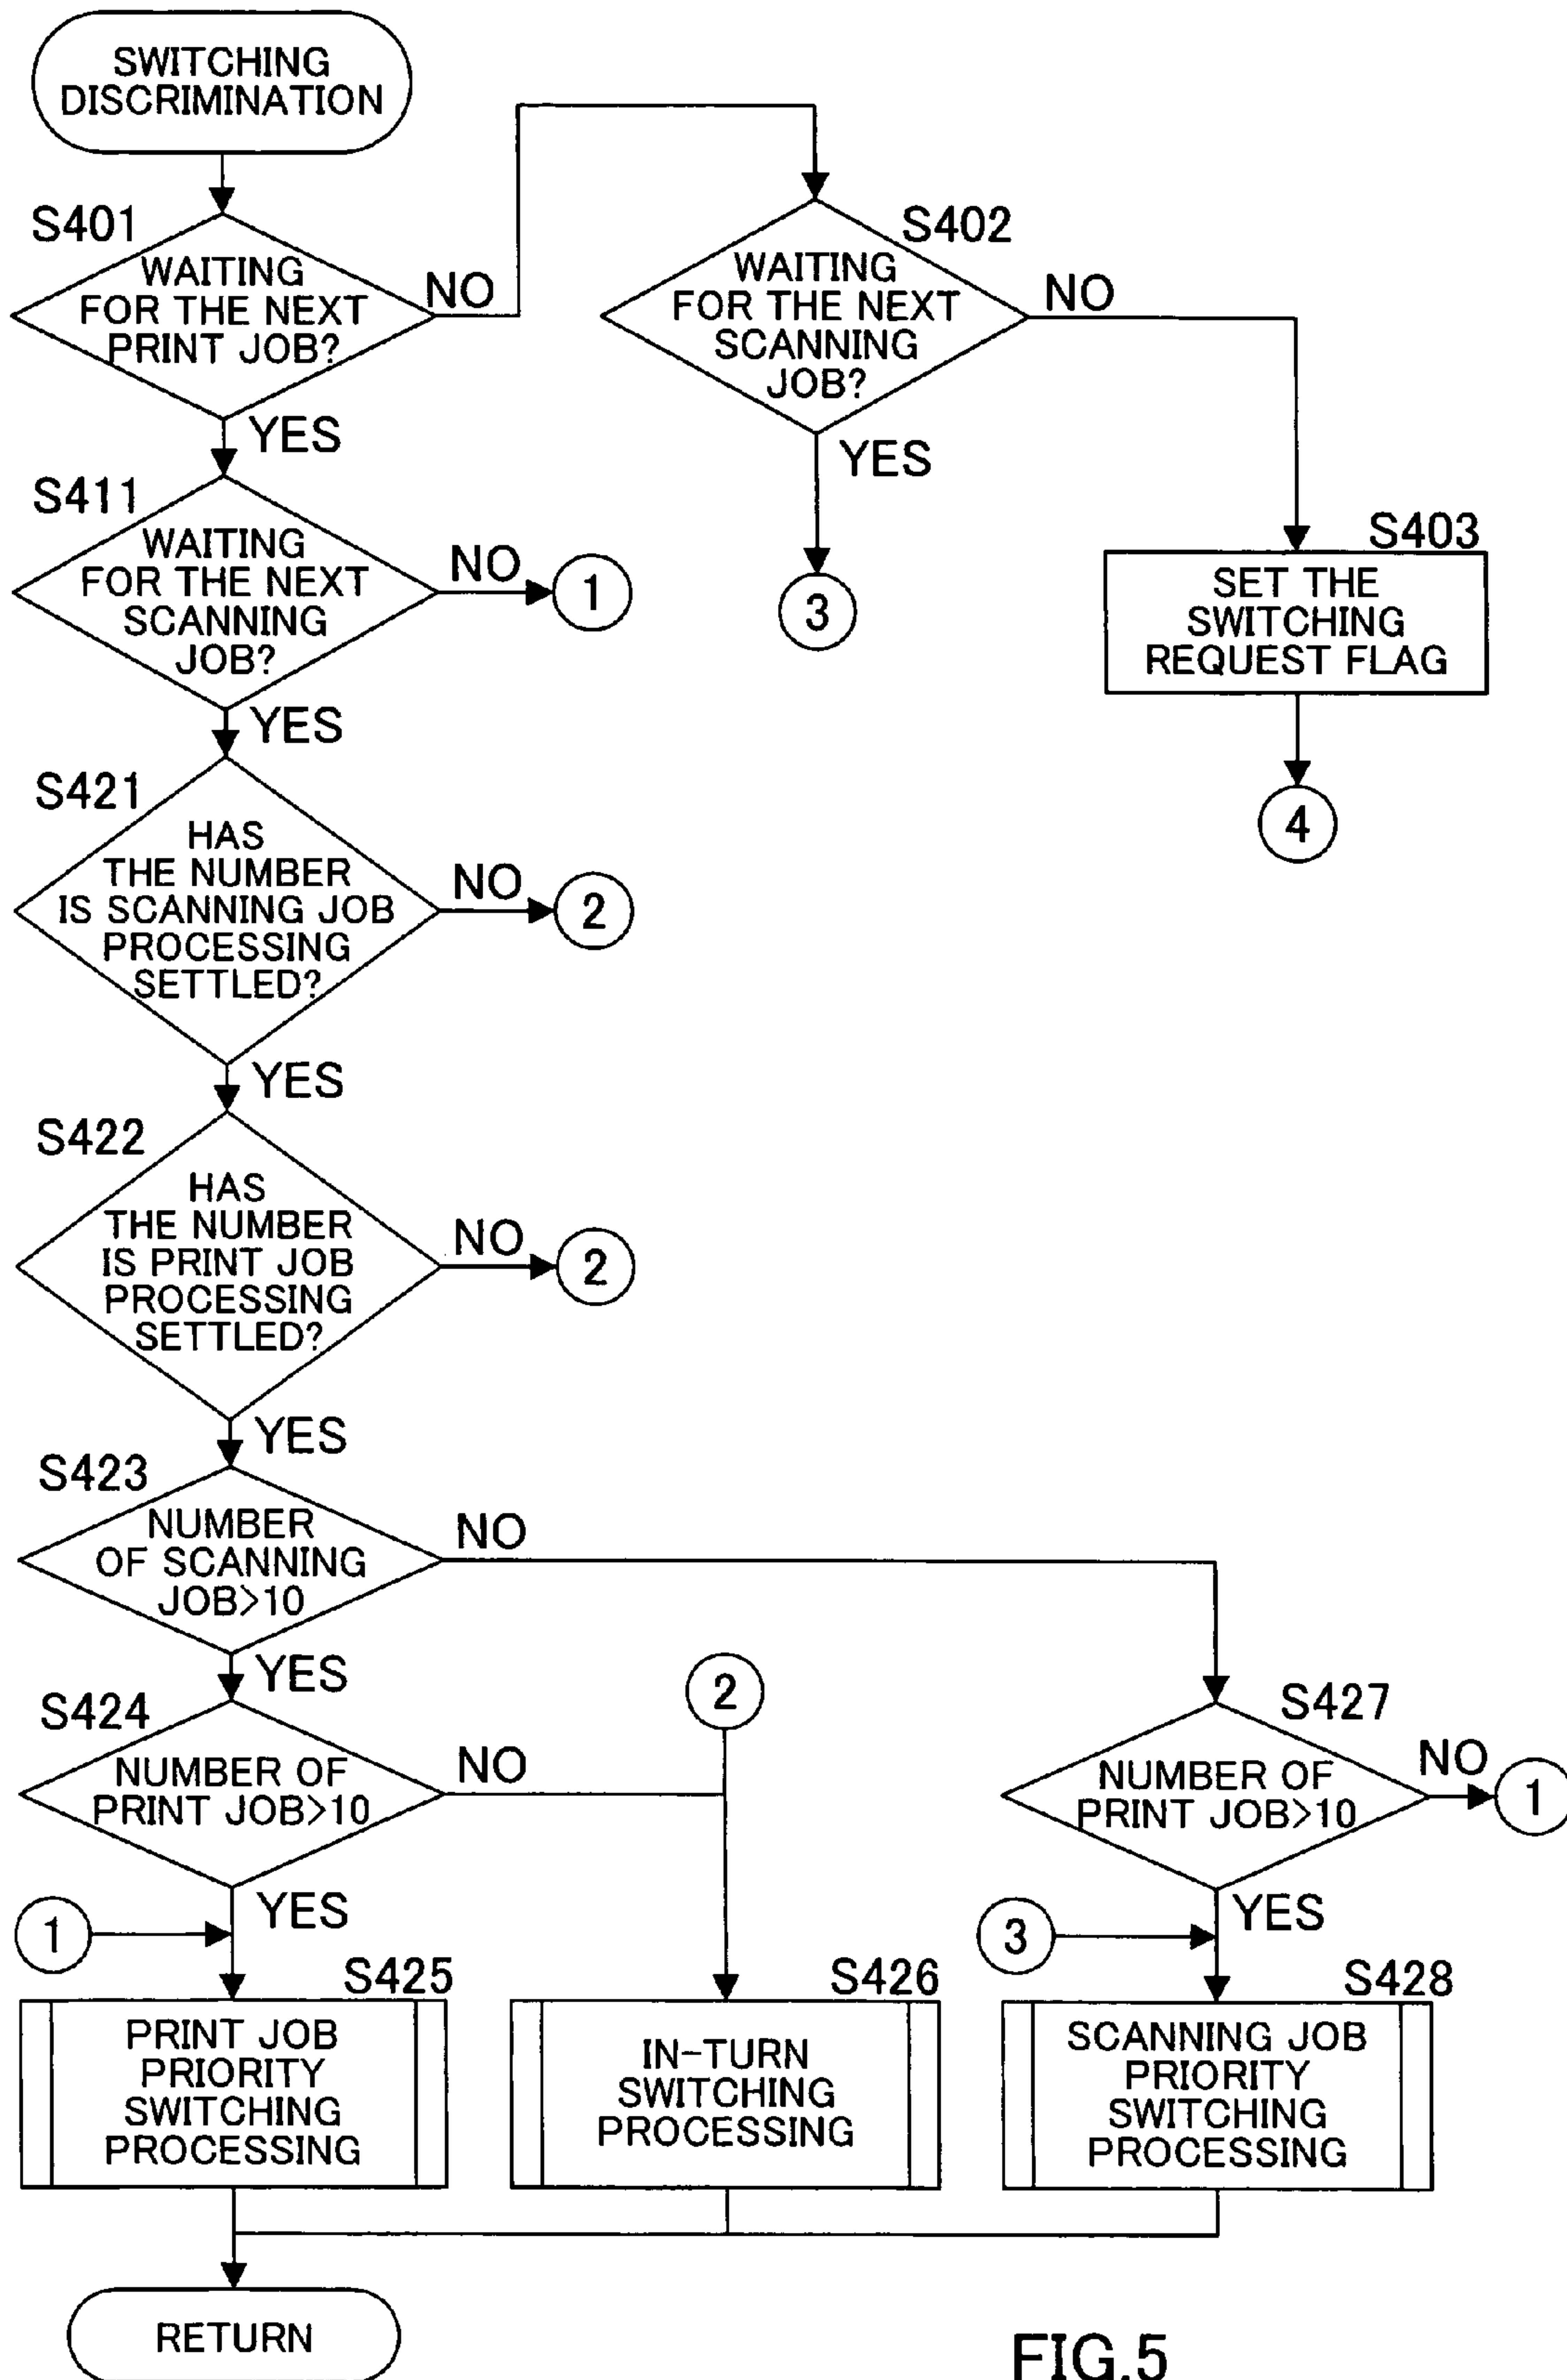 SWITCHING
DISCRIMINATION
S401
WAITING
FOR THE NEXT
PRINT JOB?
NO
YES
S402
WAITING
FOR THE NEXT
SCANNING
JOB?
NO
YES
3
S403
SET THE
SWITCHING
REQUEST FLAG
4
S411
WAITING
FOR THE NEXT
SCANNING
JOB?
NO
1
YES
S421
HAS
THE NUMBER
IS SCANNING JOB
PROCESSING
SETTLED?
NO
2
YES
S422
HAS
THE NUMBER
IS PRINT JOB
PROCESSING
SETTLED?
NO
2
YES
S423
NUMBER
OF SCANNING
JOB>10
NO
YES
S424
NUMBER OF
PRINT JOB>10
NO
2
YES
S427
NUMBER OF
PRINT JOB>10
NO
1
YES
1
3
S425
PRINT JOB
PRIORITY
SWITCHING
PROCESSING
S426
IN-TURN
SWITCHING
PROCESSING
S428
SCANNING JOB
PRIORITY
SWITCHING
PROCESSING
RETURN
FIG.5